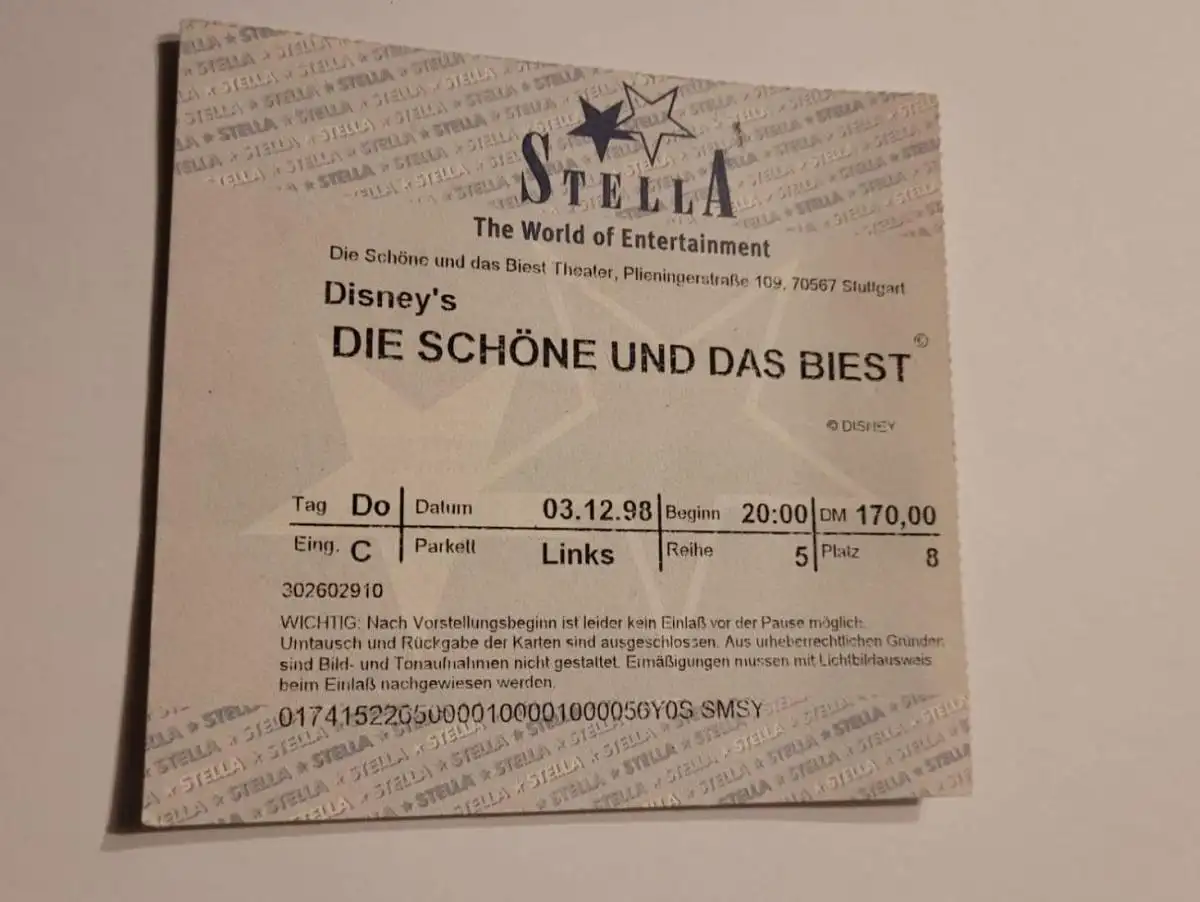 STELLA
The World of Entertainment
Die Schöne und das Biest Theater, Plieningerstraße 109, 70567 Stuttgart
Disney's
DIE SCHÖNE UND DAS BIEST ©
© DISNEY
Tag Do Datum 03.12.98 Beginn 20:00 DM 170,00
Eing. C Parkett Links Reihe 5 Platz 8
302602910
WICHTIG: Nach Vorstellungsbeginn ist leider kein Einlaß vor der Pause möglich.
Umtausch und Rückgabe der Karten sind ausgeschlossen. Aus urheberrechtlichen Gründen
sind Bild- und Tonaufnahmen nicht gestattet. Ermäßigungen müssen mit Lichtbildausweis
beim Einlaß nachgewiesen werden.
SMSY